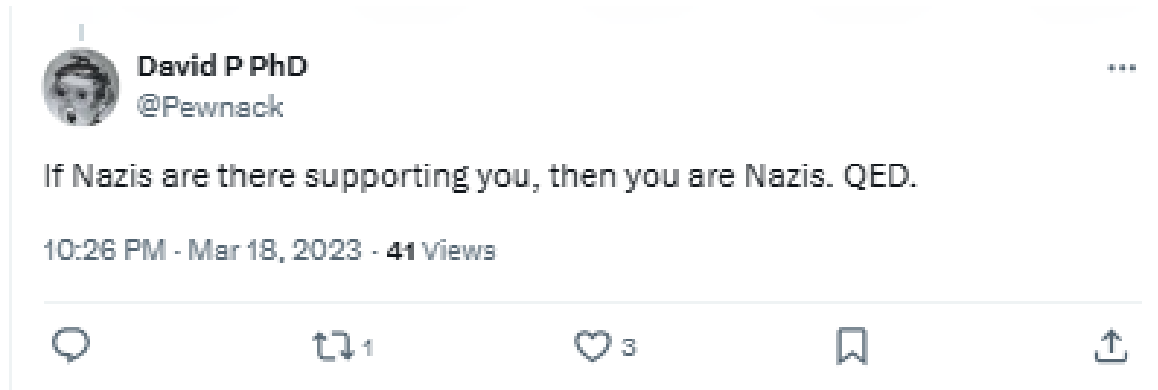 David P PhD
@Pewnack
If Nazis are there supporting you, then you are Nazis. QED.
10:26 PM · Mar 18, 2023 · 41 Views
1 3